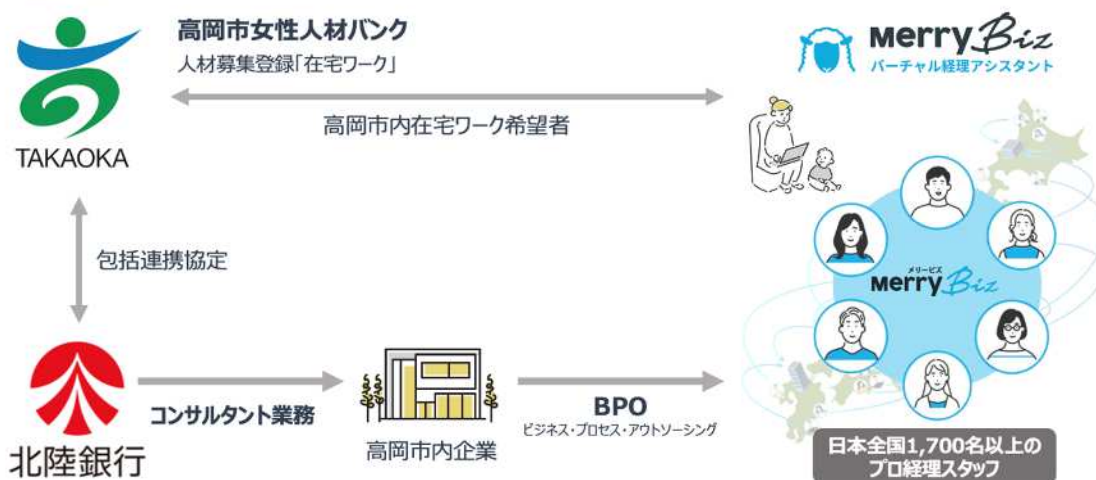 高岡市女性人材バンク
人材募集登録「在宅ワーク」
高岡市内在宅ワーク希望者
TAKAOKA
Merry Biz
バーチャル経理アシスタント
包括連携協定
メリービズ
Merry Biz
北陸銀行
コンサルタント業務
高岡市内企業
BPO
ビジネス・プロセス・アウトソーシング
日本全国1,700名以上の
プロ経理スタッフ